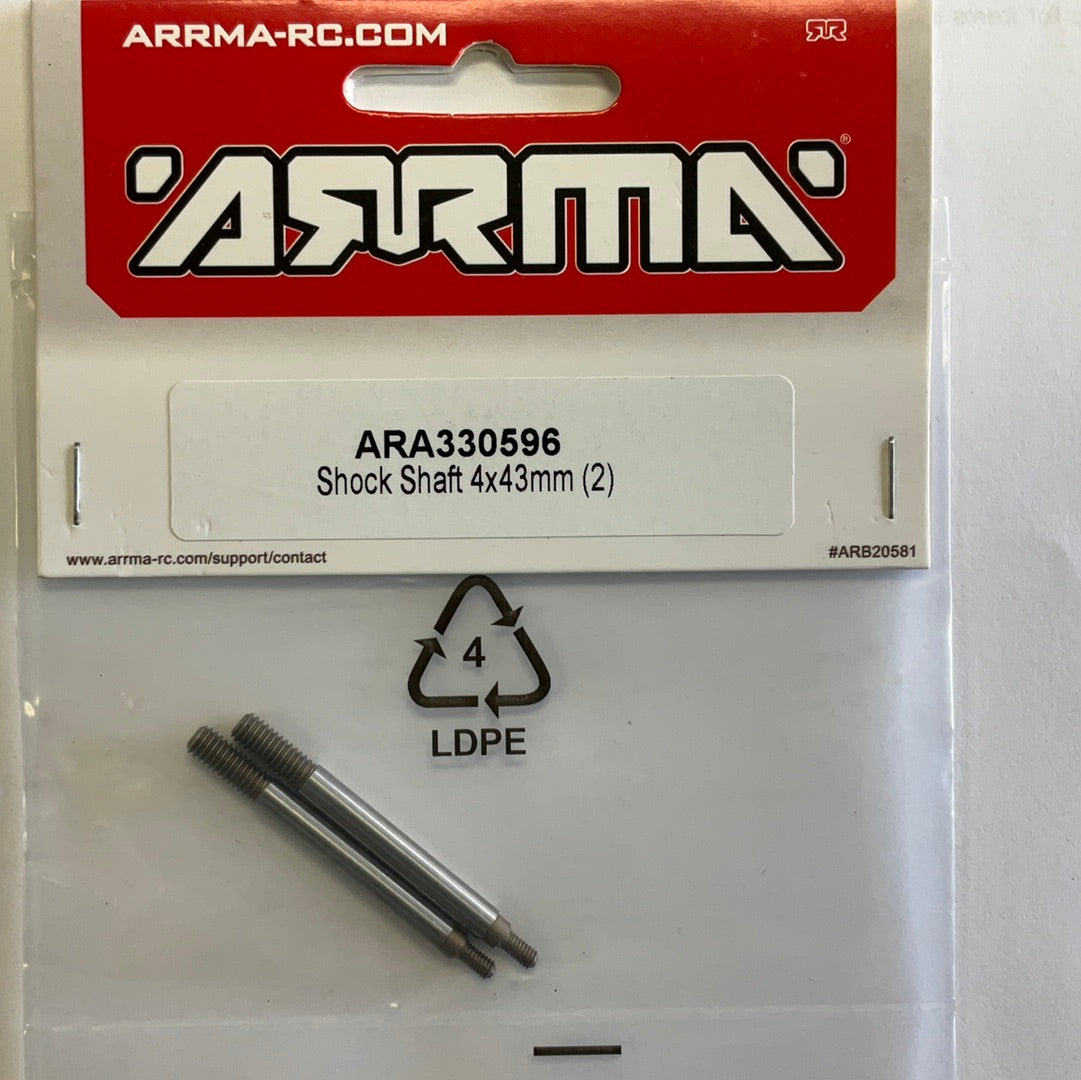 ARRMA-RC.COM
ARRMA®
ARA330596
Shock Shaft 4x43mm (2)
www.arrma-rc.com/support/contact
#ARB20581
4
LDPE